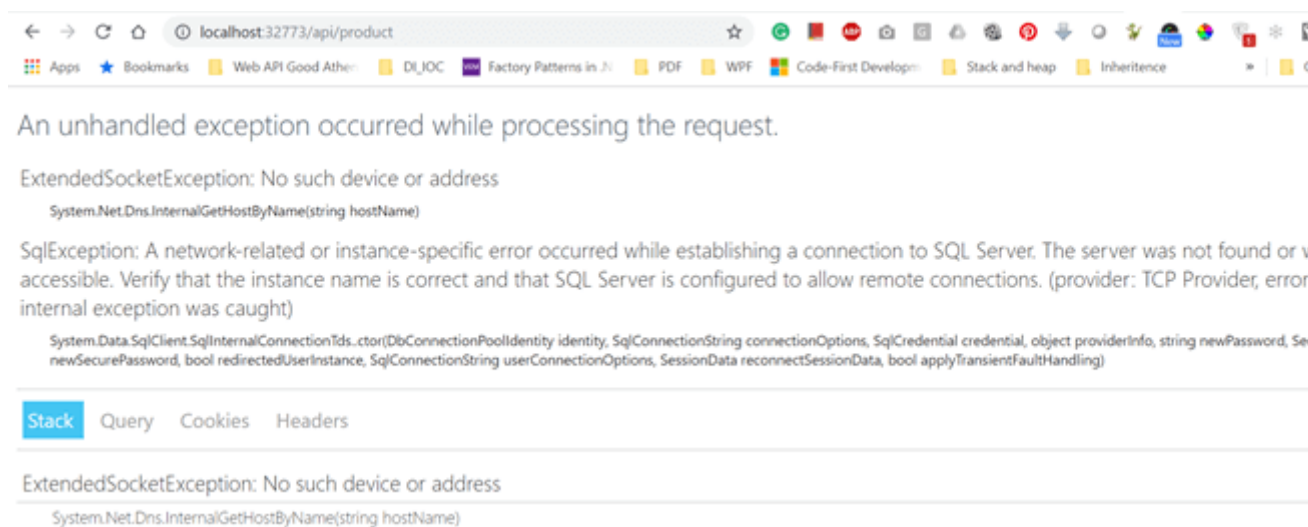 localhost:32773/api/product
New
1
Apps Bookmarks Web API Good Ather DI_IOC Factory Patterns in .N PDF WPF Code-First Developm Stack and heap Inheritence »
An unhandled exception occurred while processing the request.
ExtendedSocketException: No such device or address
System.Net.Dns.InternalGetHostByName(string hostName)
SqlException: A network-related or instance-specific error occurred while establishing a connection to SQL Server. The server was not found or
accessible. Verify that the instance name is correct and that SQL Server is configured to allow remote connections. (provider: TCP Provider, error
internal exception was caught)
System.Data.SqlClient.SqlInternalConnectionTds..ctor(DbConnectionPoolIdentity identity, SqlConnectionString connectionOptions, SqlCredential credential, object providerInfo, string newPassword,
newSecurePassword, bool redirectedUserInstance, SqlConnectionString userConnectionOptions, SessionData reconnectSessionData, bool applyTransientFaultHandling)
Stack Query Cookies Headers
ExtendedSocketException: No such device or address
System.Net.Dns.InternalGetHostByName(string hostName)